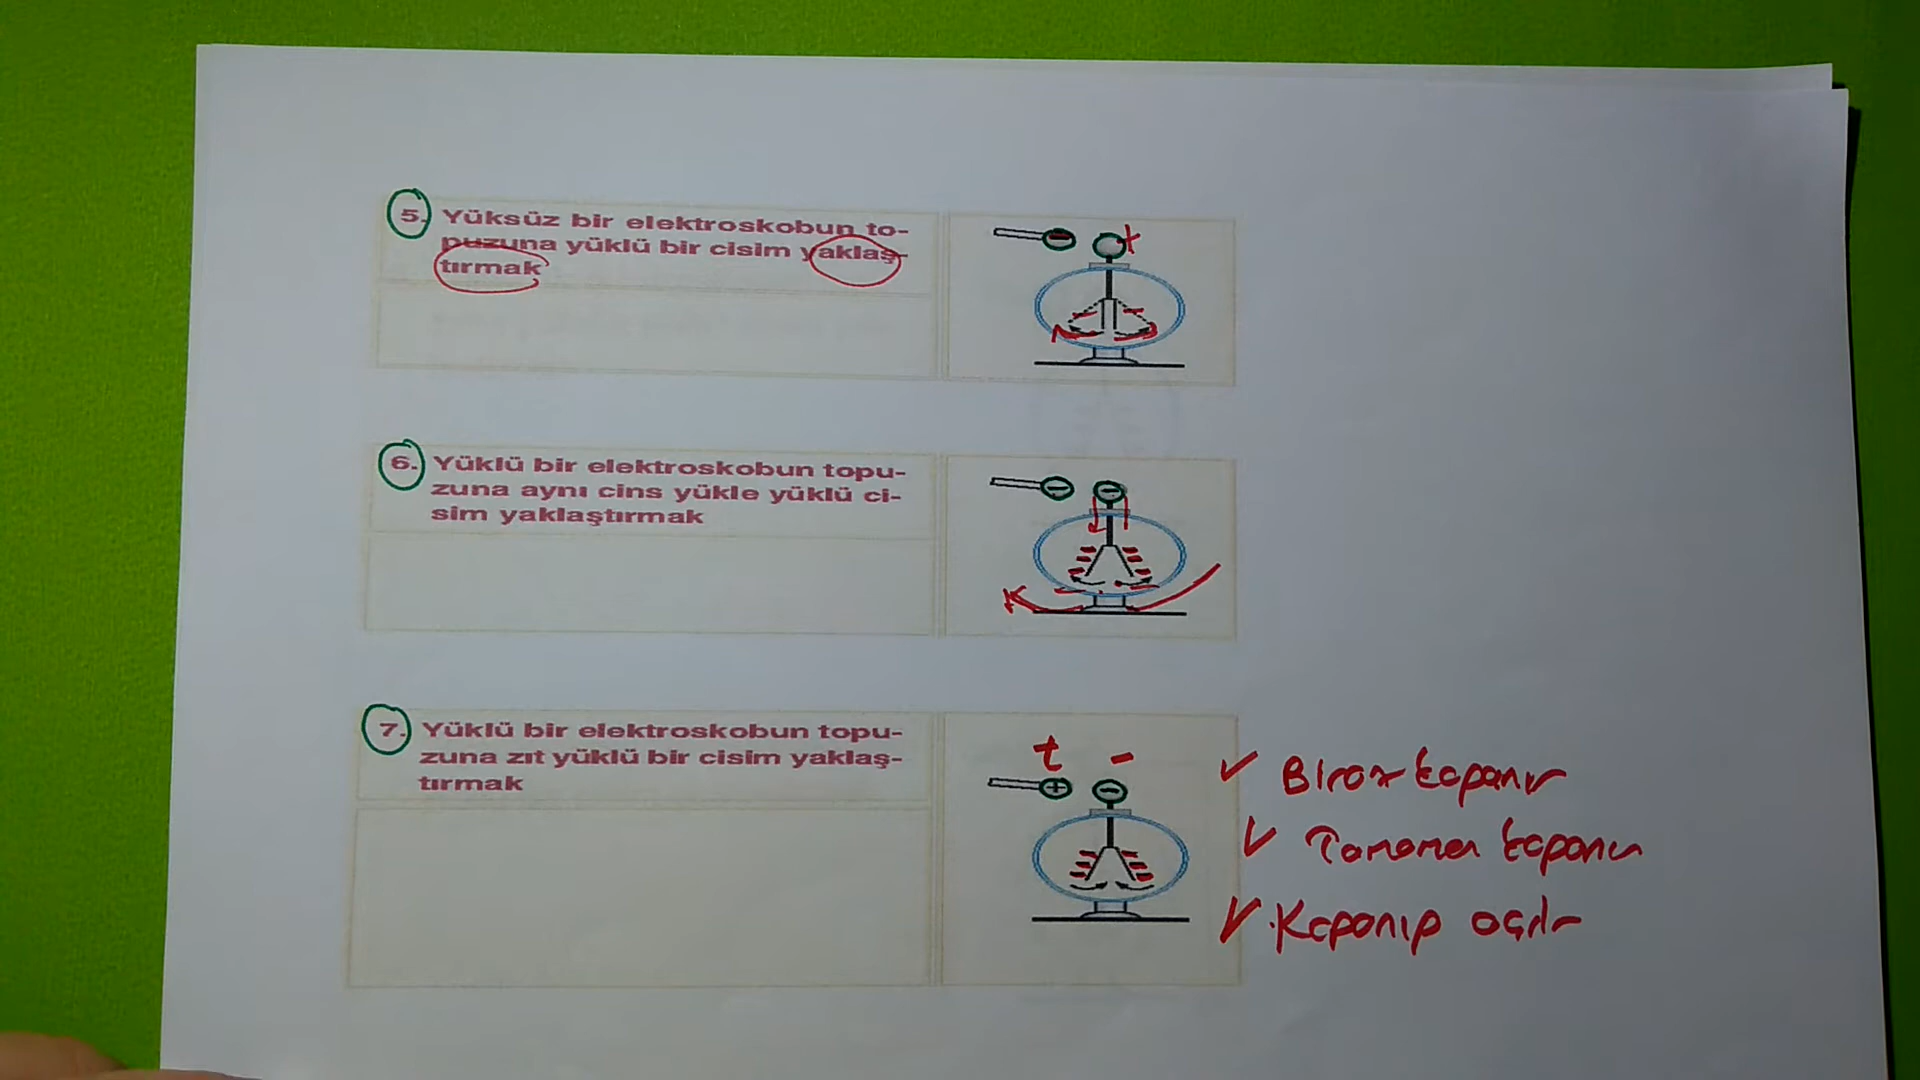 5. Yüksüz bir elektroskobun to-
puzuna yüklü bir cisim yaklaş-
tırmak
+
6. Yüklü bir elektroskobun topu-
zuna aynı cins yükle yüklü ci-
sim yaklaştırmak
7. Yüklü bir elektroskobun topu-
zuna zıt yüklü bir cisim yaklaş-
tırmak
+ -
✓ Biraz kapanır
✓ Tamamen kapanır
✓ Kapanıp açılır